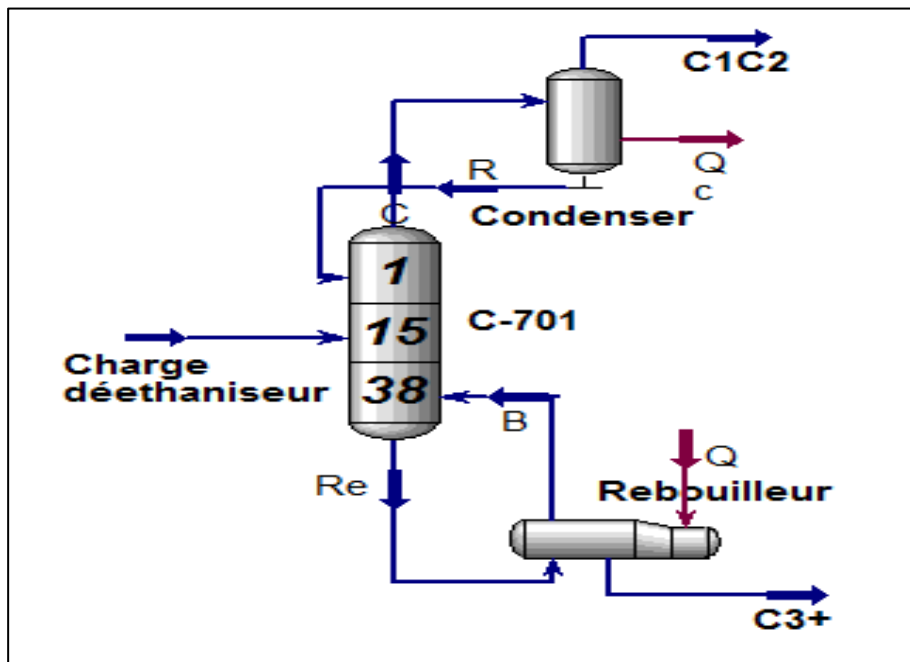 C1C2
Q
c
R
Condenser
C
1
15
38
C-701
Charge
déethaniseur
B
Re
Q
Rebouilleur
C3+